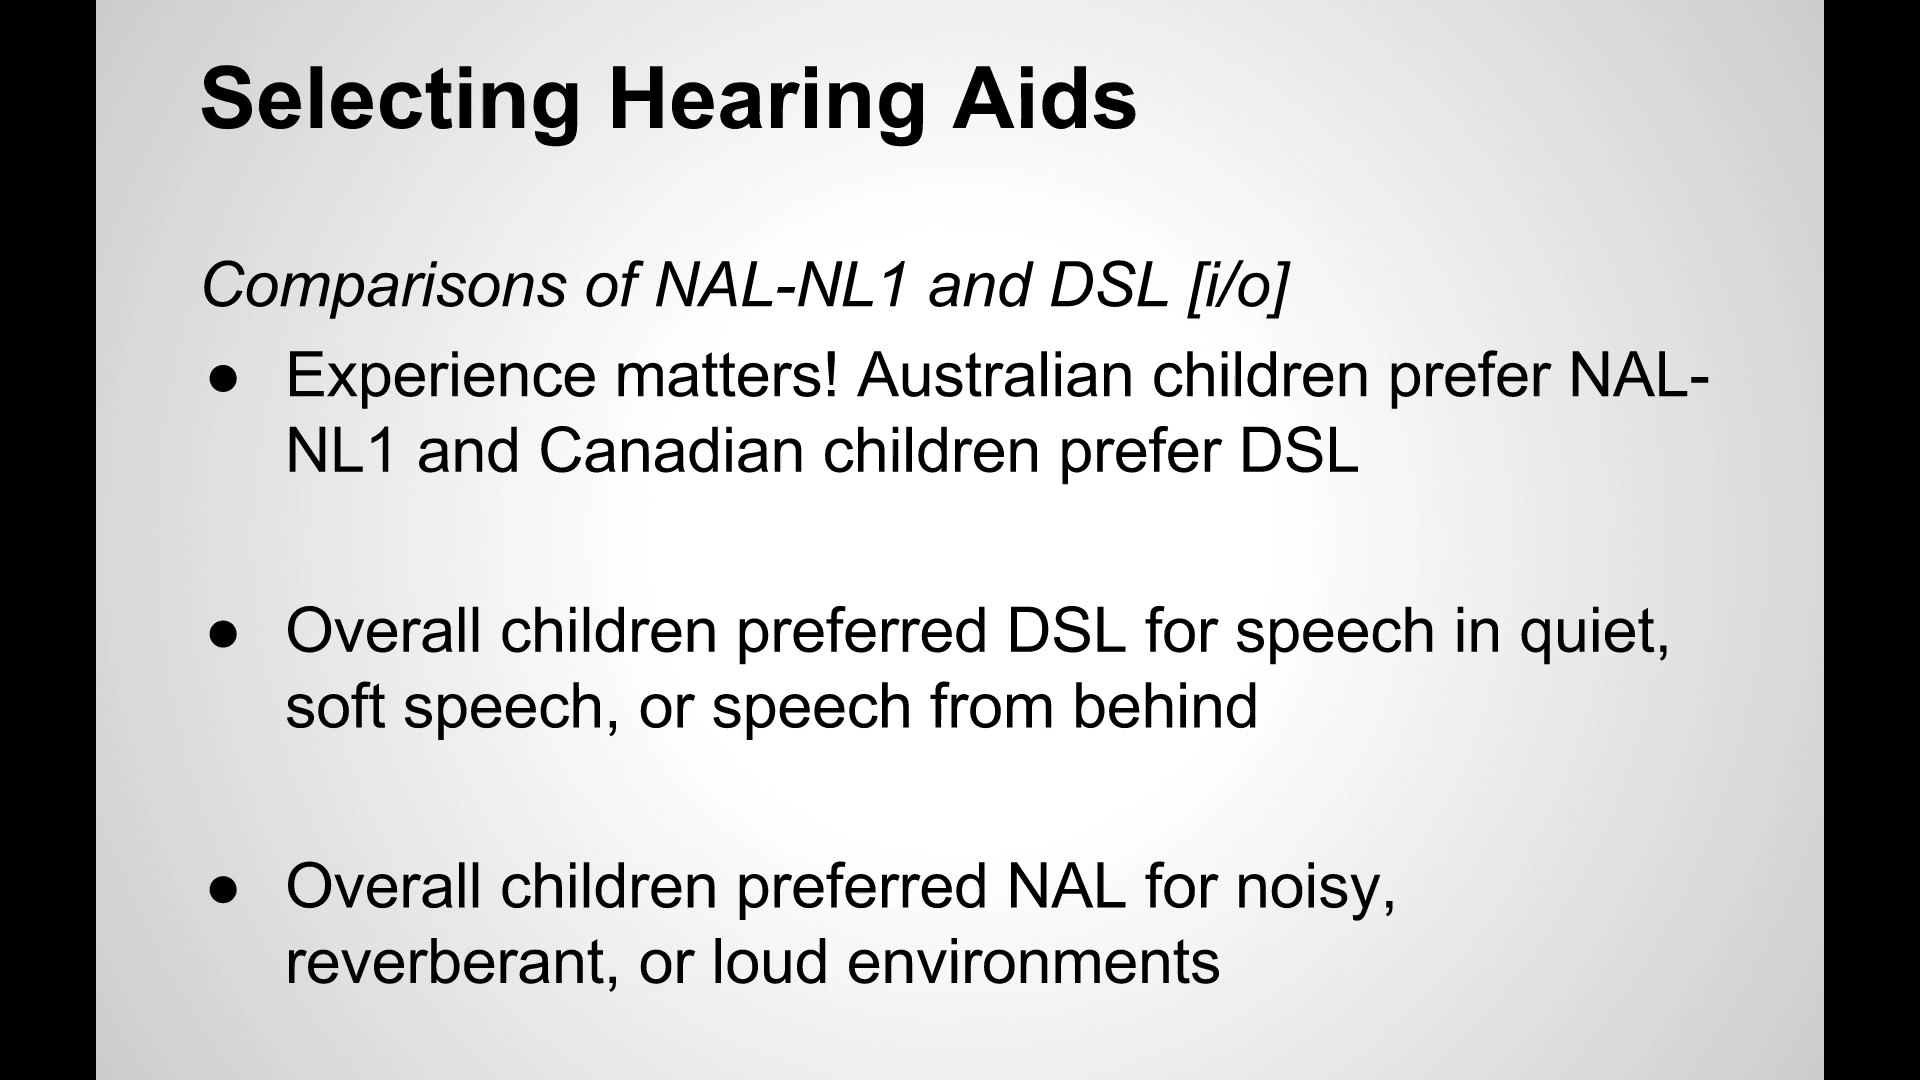 Selecting Hearing Aids
Comparisons of NAL-NL1 and DSL [i/o]
● Experience matters! Australian children prefer NAL-
NL1 and Canadian children prefer DSL
● Overall children preferred DSL for speech in quiet,
soft speech, or speech from behind
● Overall children preferred NAL for noisy,
reverberant, or loud environments